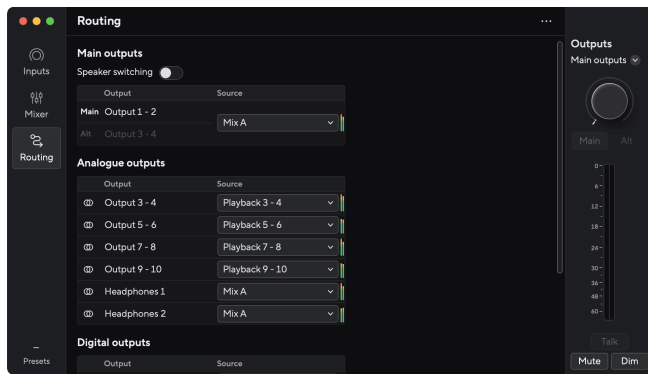 Routing
...
Inputs
Mixer
Routing
Presets
Main outputs
Speaker switching
Output Source
Main Output 1 - 2
Mix A
Alt Output 3 - 4
Analogue outputs
Output Source
Output 3 - 4 Playback 3 - 4
Output 5 - 6 Playback 5 - 6
Output 7 - 8 Playback 7 - 8
Output 9 - 10 Playback 9 - 10
Headphones 1 Mix A
Headphones 2 Mix A
Digital outputs
Output Source
Outputs
Main outputs
Main Alt
0
6
12
18
24
30
36
48
60
Talk
Mute Dim